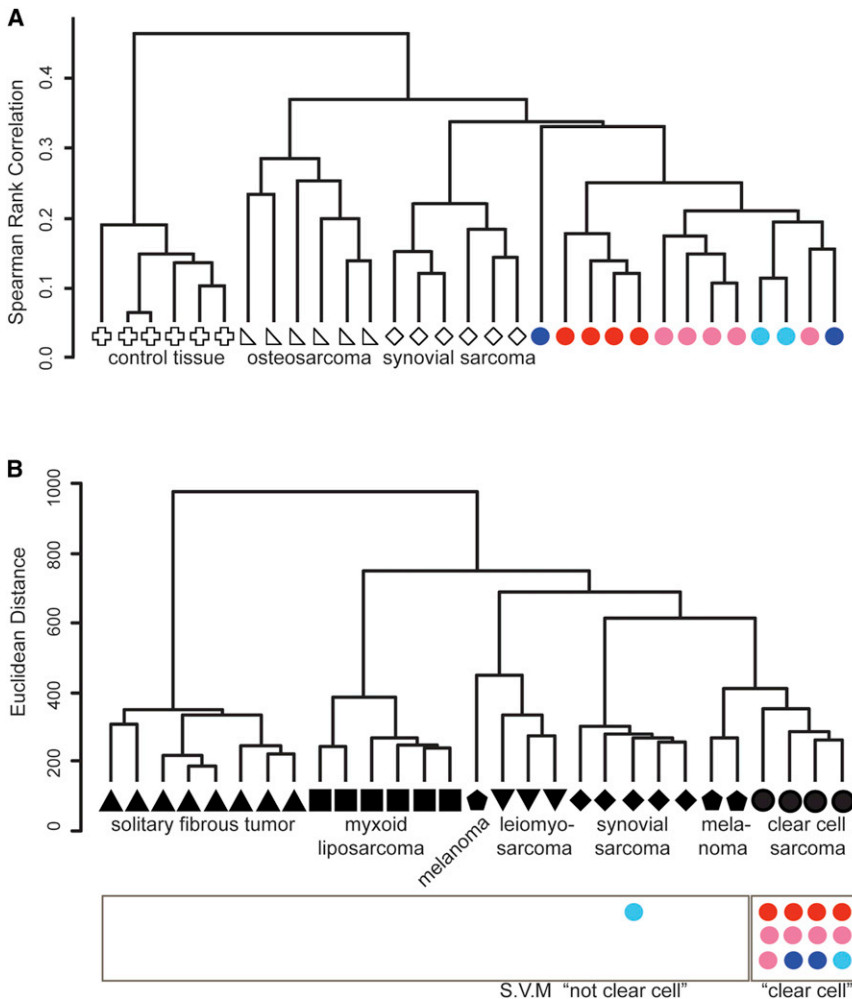 A
Spearman Rank Correlation
0.4
0.3
0.2
0.1
0.0
control tissue
osteosarcoma
synovial sarcoma
B
Euclidean Distance
1000
800
600
400
200
0
solitary fibrous tumor
myxoid
liposarcoma
melanoma
leiomyo-
sarcoma
synovial
sarcoma
mela-
noma
clear cell
sarcoma
S.V.M “not clear cell”
“clear cell”